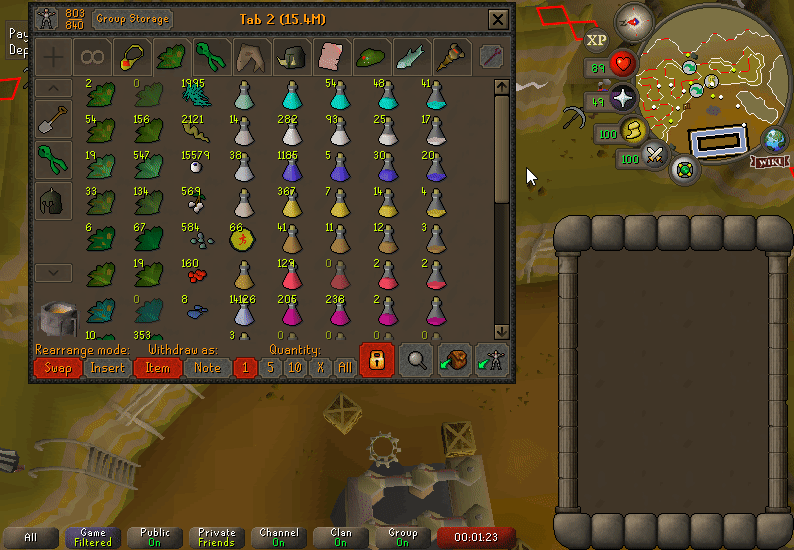 803
840
Group Storage
Tab 2 (15.4M)
Pay
Dep
XP
89
49
100
100
WIKI
2 0 1995 54 48 41
54 156 2121 14 282 93 25 17
19 547 15579 38 1185 5 30 20
33 134 569 367 7 14 4
6 67 584 66 41 11 12 3
19 160 129 0 2 2
0 8 14126 205 238 2
10 353 3 0 0 0 0
Rearrange mode: Withdraw as: Quantity:
Swap Insert Item Note 1 5 10 X All
All
Game
Filtered
Public
On
Private
Friends
Channel
On
Clan
On
Group
On
00:01:23